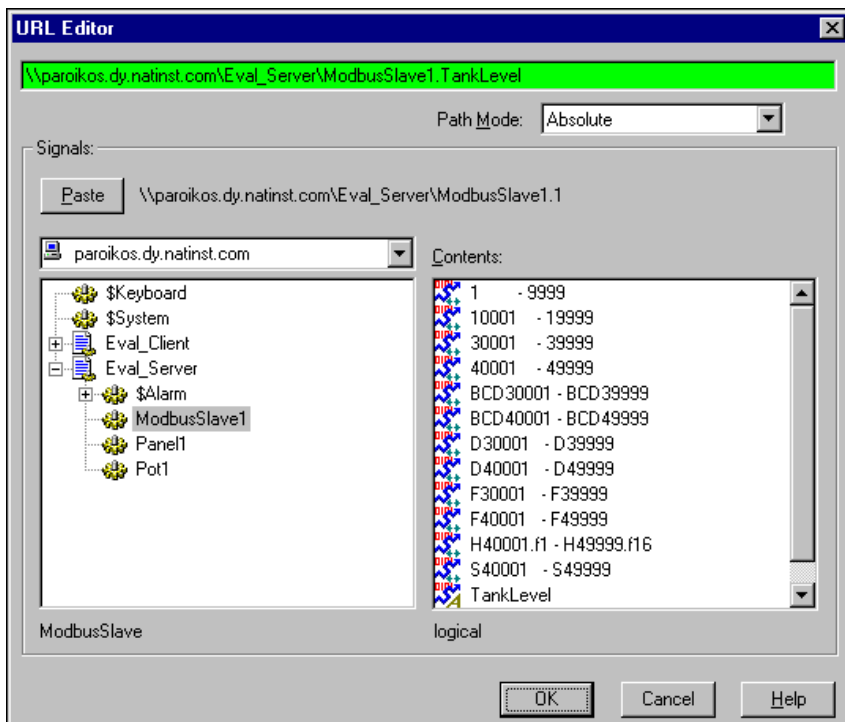 URL Editor
\\paroikos.dy.natinst.com\Eval_Server\ModbusSlave1.TankLevel
Path Mode: Absolute
Signals:
Paste \\paroikos.dy.natinst.com\Eval_Server\ModbusSlave1.1
paroikos.dy.natinst.com
$Keyboard
$System
Eval_Client
Eval_Server
$Alarm
ModbusSlave1
Panel1
Pot1
ModbusSlave
Contents:
1 - 9999
10001 - 19999
30001 - 39999
40001 - 49999
BCD30001 - BCD39999
BCD40001 - BCD49999
D30001 - D39999
D40001 - D49999
F30001 - F39999
F40001 - F49999
H40001.f1 - H49999.f16
S40001 - S49999
TankLevel
logical
OK Cancel Help